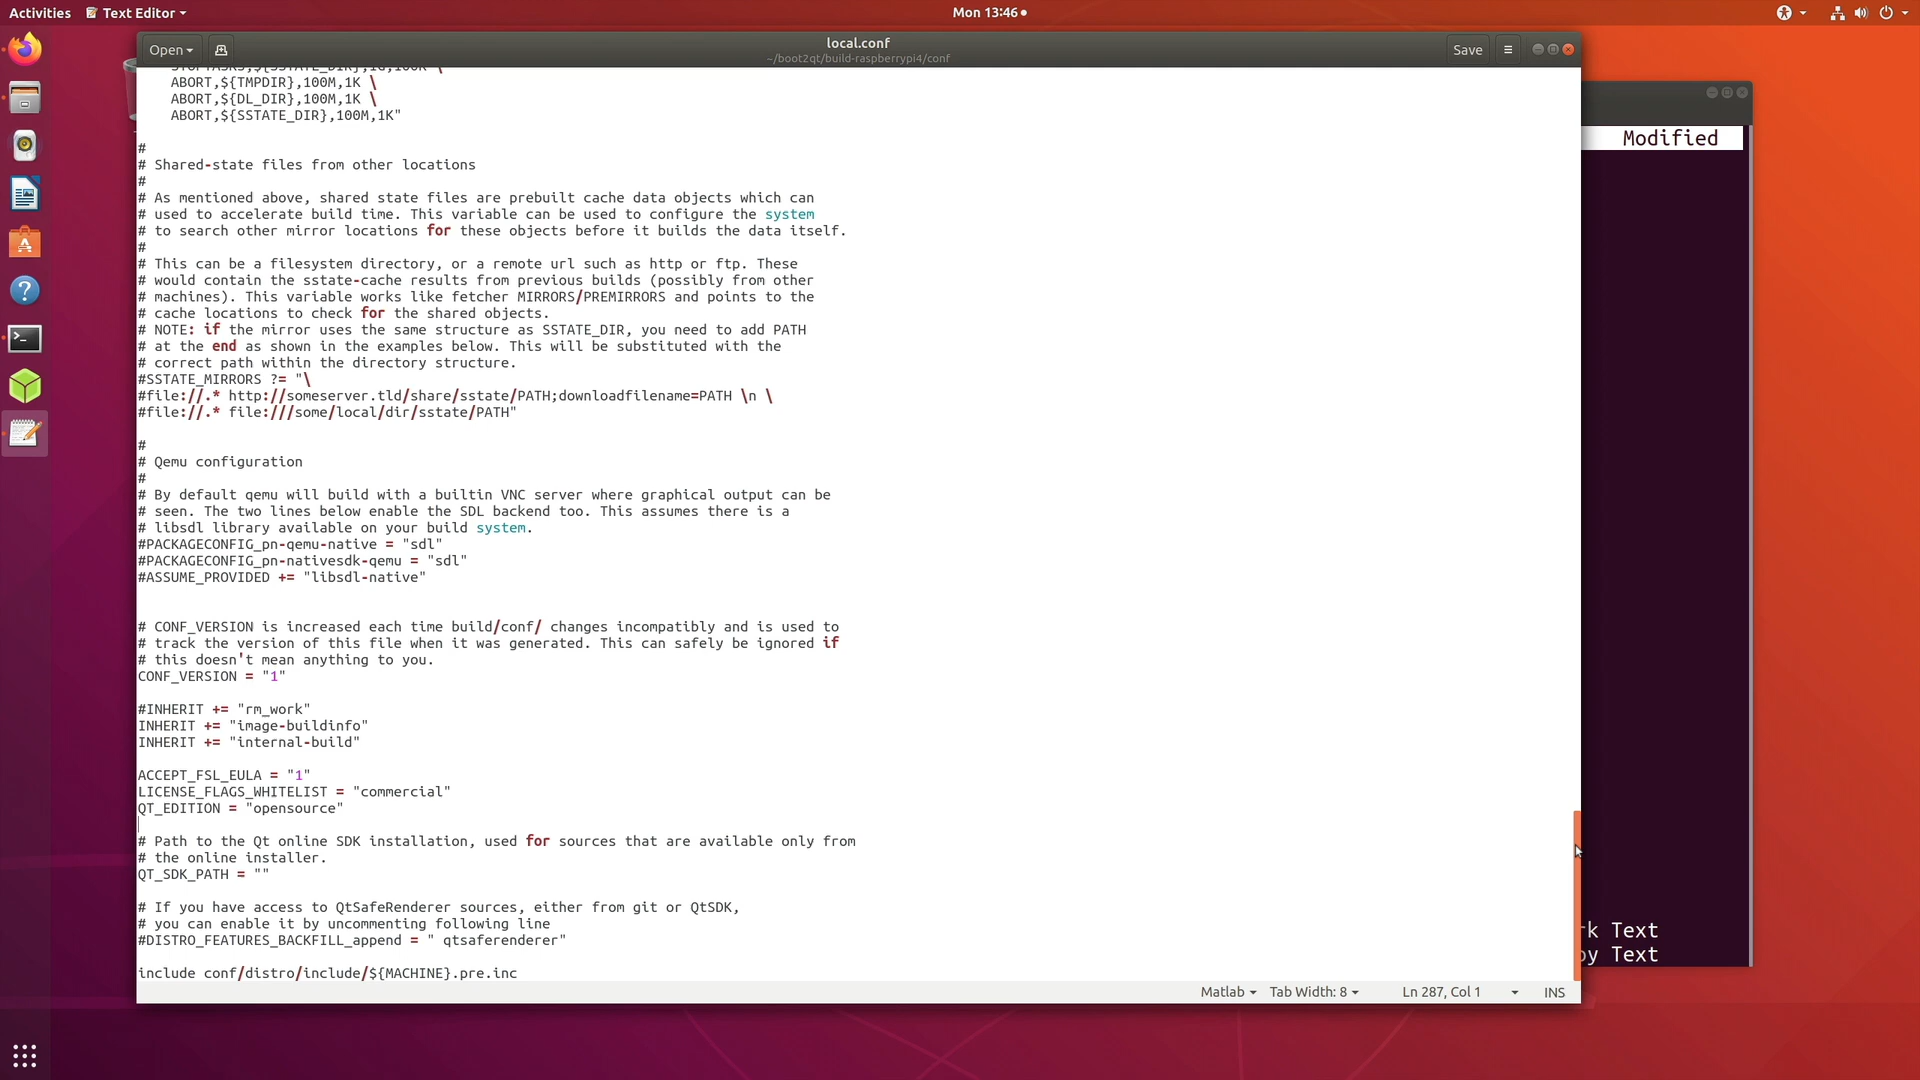 Activities
Text Editor
Mon 13:46
Open
local.conf
~/boot2qt/build-raspberrypi4/conf
Save
ABORT,${TMPDIR},100M,1K \
ABORT,${DL_DIR},100M,1K \
ABORT,${SSTATE_DIR},100M,1K"
#
# Shared-state files from other locations
#
# As mentioned above, shared state files are prebuilt cache data objects which can
# used to accelerate build time. This variable can be used to configure the system
# to search other mirror locations for these objects before it builds the data itself.
#
# This can be a filesystem directory, or a remote url such as http or ftp. These
# would contain the sstate-cache results from previous builds (possibly from other
# machines). This variable works like fetcher MIRRORS/PREMIRRORS and points to the
# cache locations to check for the shared objects.
# NOTE: if the mirror uses the same structure as SSTATE_DIR, you need to add PATH
# at the end as shown in the examples below. This will be substituted with the
# correct path within the directory structure.
#SSTATE_MIRRORS ?= "\
#file://.* http://someserver.tld/share/sstate/PATH;downloadfilename=PATH \n \
#file://.* file:///some/local/dir/sstate/PATH"
#
# Qemu configuration
#
# By default qemu will build with a builtin VNC server where graphical output can be
# seen. The two lines below enable the SDL backend too. This assumes there is a
# libsdl library available on your build system.
#PACKAGECONFIG_pn-qemu-native = "sdl"
#PACKAGECONFIG_pn-nativesdk-qemu = "sdl"
#ASSUME_PROVIDED += "libsdl-native"
# CONF_VERSION is increased each time build/conf/ changes incompatibly and is used to
# track the version of this file when it was generated. This can safely be ignored if
# this doesn't mean anything to you.
CONF_VERSION = "1"
#INHERIT += "rm_work"
INHERIT += "image-buildinfo"
INHERIT += "internal-build"
ACCEPT_FSL_EULA = "1"
LICENSE_FLAGS_WHITELIST = "commercial"
QT_EDITION = "opensource"
# Path to the Qt online SDK installation, used for sources that are available only from
# the online installer.
QT_SDK_PATH = ""
# If you have access to QtSafeRenderer sources, either from git or QtSDK,
# you can enable it by uncommenting following line
#DISTRO_FEATURES_BACKFILL_append = " qtsaferenderer"
include conf/distro/include/${MACHINE}.pre.inc
Matlab
Tab Width: 8
Ln 287, Col 1
INS
Modified
rk Text
py Text